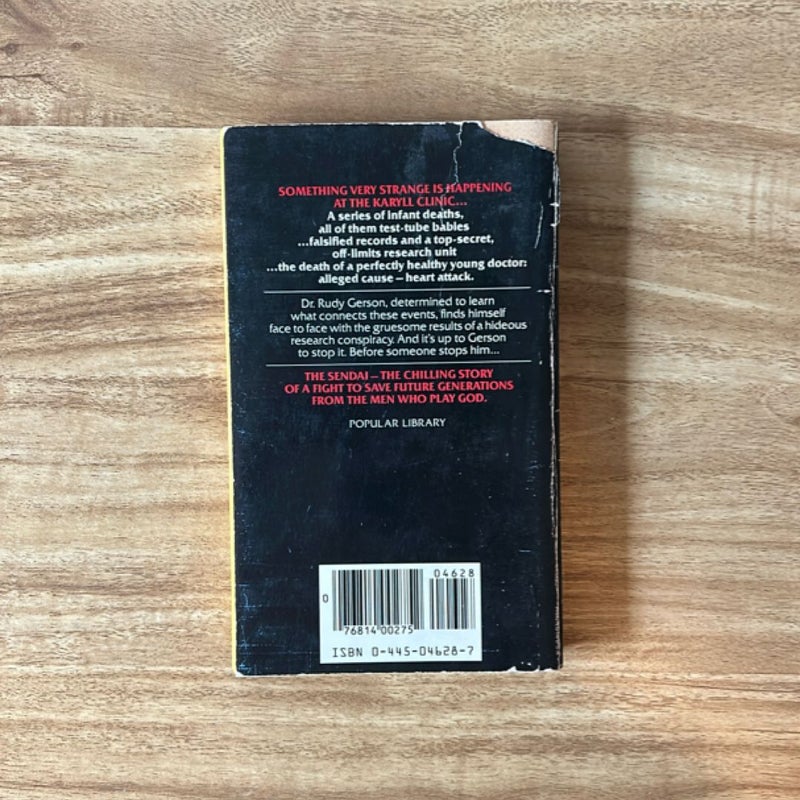 SOMETHING VERY STRANGE IS HAPPENING
AT THE KARYLL CLINIC...
A series of infant deaths,
all of them test-tube babies
...falsified records and a top-secret,
off-limits research unit
...the death of a perfectly healthy young doctor:
alleged cause – heart attack.
Dr. Rudy Gerson, determined to learn
what connects these events, finds himself
face to face with the gruesome results of a hideous
research conspiracy. And it's up to Gerson
to stop it. Before someone stops him...
THE SENDAI – THE CHILLING STORY
OF A FIGHT TO SAVE FUTURE GENERATIONS
FROM THE MEN WHO PLAY GOD.
POPULAR LIBRARY
04628
0
76814 00275
ISBN 0-445-04628-7